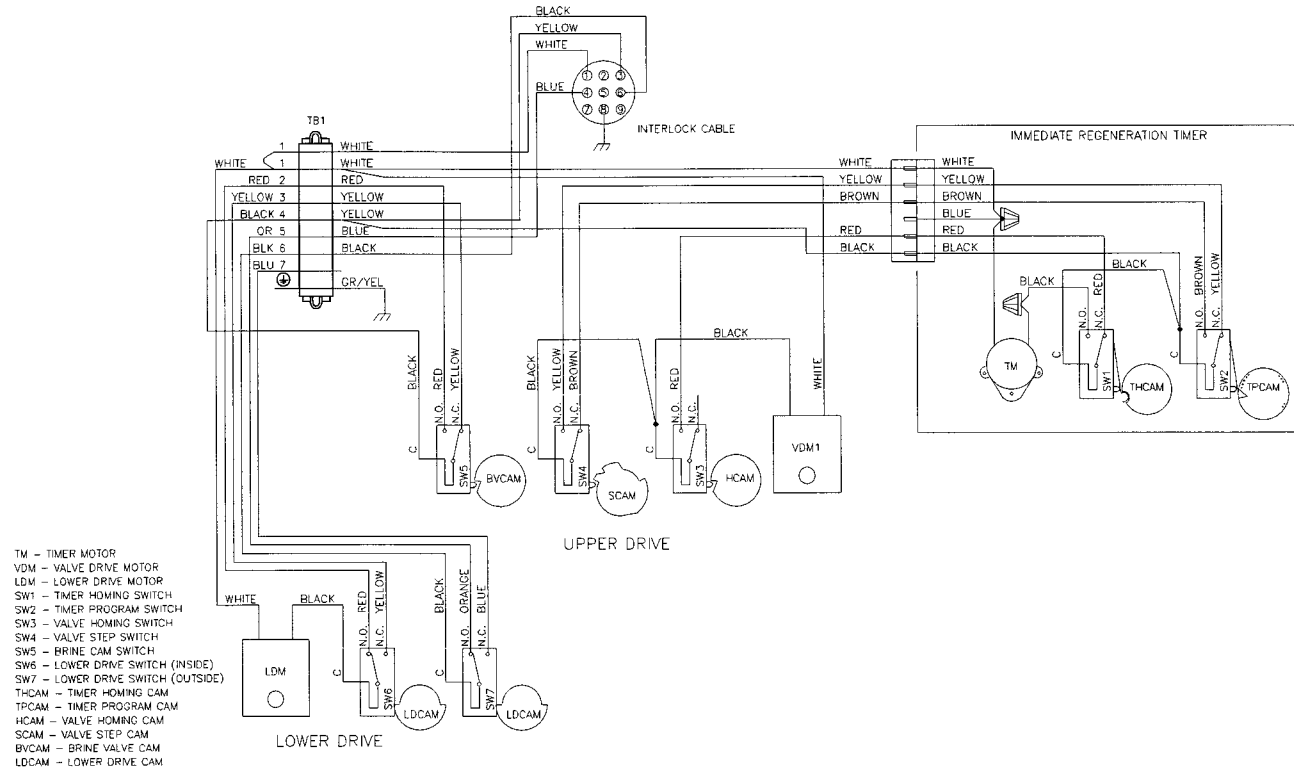 BLACK
YELLOW
WHITE
1 2 3
BLUE 4 5 6
7 8 9
INTERLOCK CABLE
TB1
IMMEDIATE REGENERATION TIMER
1 WHITE
WHITE 1 WHITE
RED 2 RED
YELLOW 3 YELLOW
BLACK 4 YELLOW
OR 5 BLUE
BLK 6 BLACK
BLU 7
GR/YEL
WHITE WHITE
YELLOW YELLOW
BROWN BROWN
BLUE
RED RED
BLACK BLACK
BLACK
BLACK
RED
BROWN
YELLOW
N.O.
N.C.
N.O.
N.C.
C
C
TM
SW1
THCAM
SW2
TPCAM
BLACK
BLACK
RED
YELLOW
BLACK
YELLOW
BROWN
RED
WHITE
N.O.
N.C.
N.O.
N.C.
N.O.
N.C.
C
C
C
SW5
BVCAM
SW4
SCAM
SW3
HCAM
VDM1
UPPER DRIVE
WHITE
BLACK
RED
YELLOW
BLACK
ORANGE
BLUE
N.O.
N.C.
N.O.
N.C.
C
C
LDM
SW6
LDCAM
SW7
LDCAM
LOWER DRIVE
TM – TIMER MOTOR
VDM – VALVE DRIVE MOTOR
LDM – LOWER DRIVE MOTOR
SW1 – TIMER HOMING SWITCH
SW2 – TIMER PROGRAM SWITCH
SW3 – VALVE HOMING SWITCH
SW4 – VALVE STEP SWITCH
SW5 – BRINE CAM SWITCH
SW6 – LOWER DRIVE SWITCH (INSIDE)
SW7 – LOWER DRIVE SWITCH (OUTSIDE)
THCAM – TIMER HOMING CAM
TPCAM – TIMER PROGRAM CAM
HCAM – VALVE HOMING CAM
SCAM – VALVE STEP CAM
BVCAM – BRINE VALVE CAM
LDCAM – LOWER DRIVE CAM